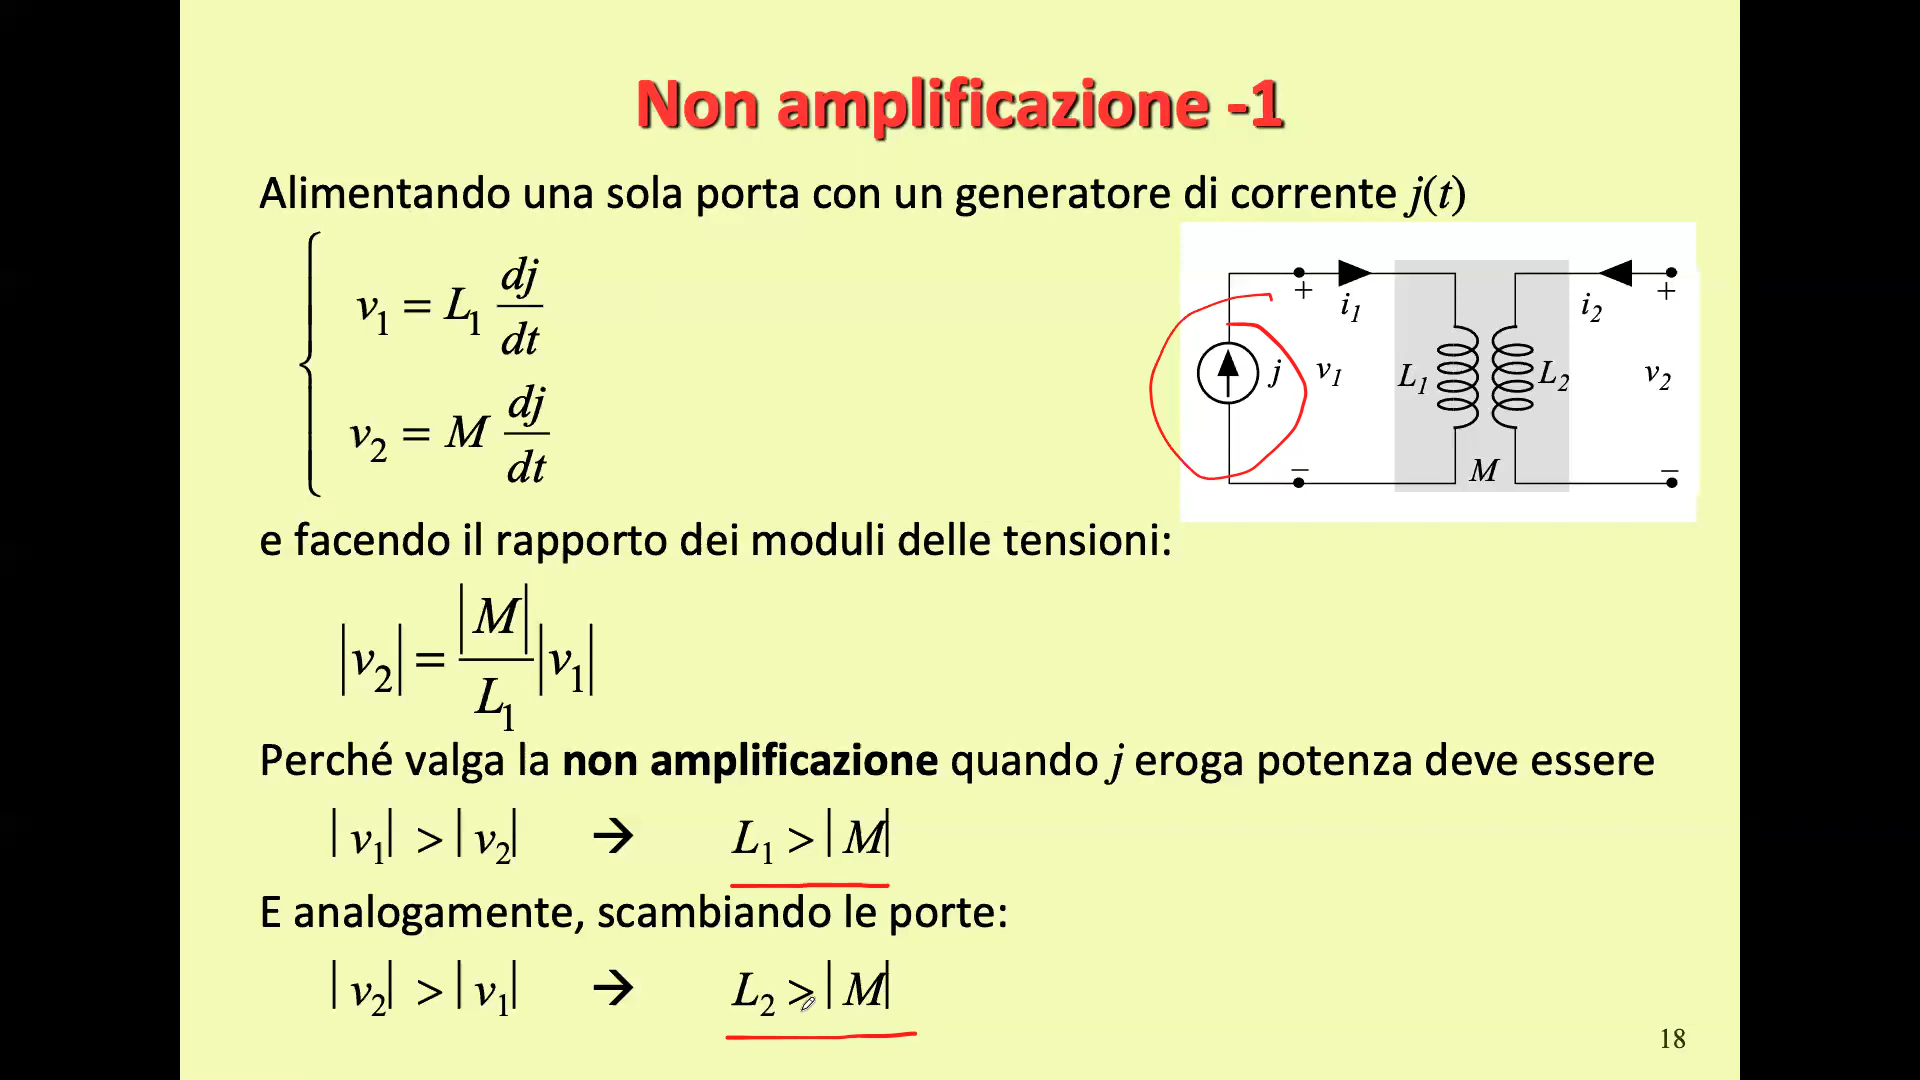 Non amplificazione -1
Alimentando una sola porta con un generatore di corrente j(t)
v₁ = L₁ dj/dt
v₂ = M dj/dt
+ i₁ i₂ +
j v₁ L₁ L₂ v₂
– M –
e facendo il rapporto dei moduli delle tensioni:
|v₂| = |M|/L₁ |v₁|
Perché valga la non amplificazione quando j eroga potenza deve essere
| v₁| > | v₂| → L₁ > | M|
E analogamente, scambiando le porte:
| v₂| > | v₁| → L₂ > | M|
18